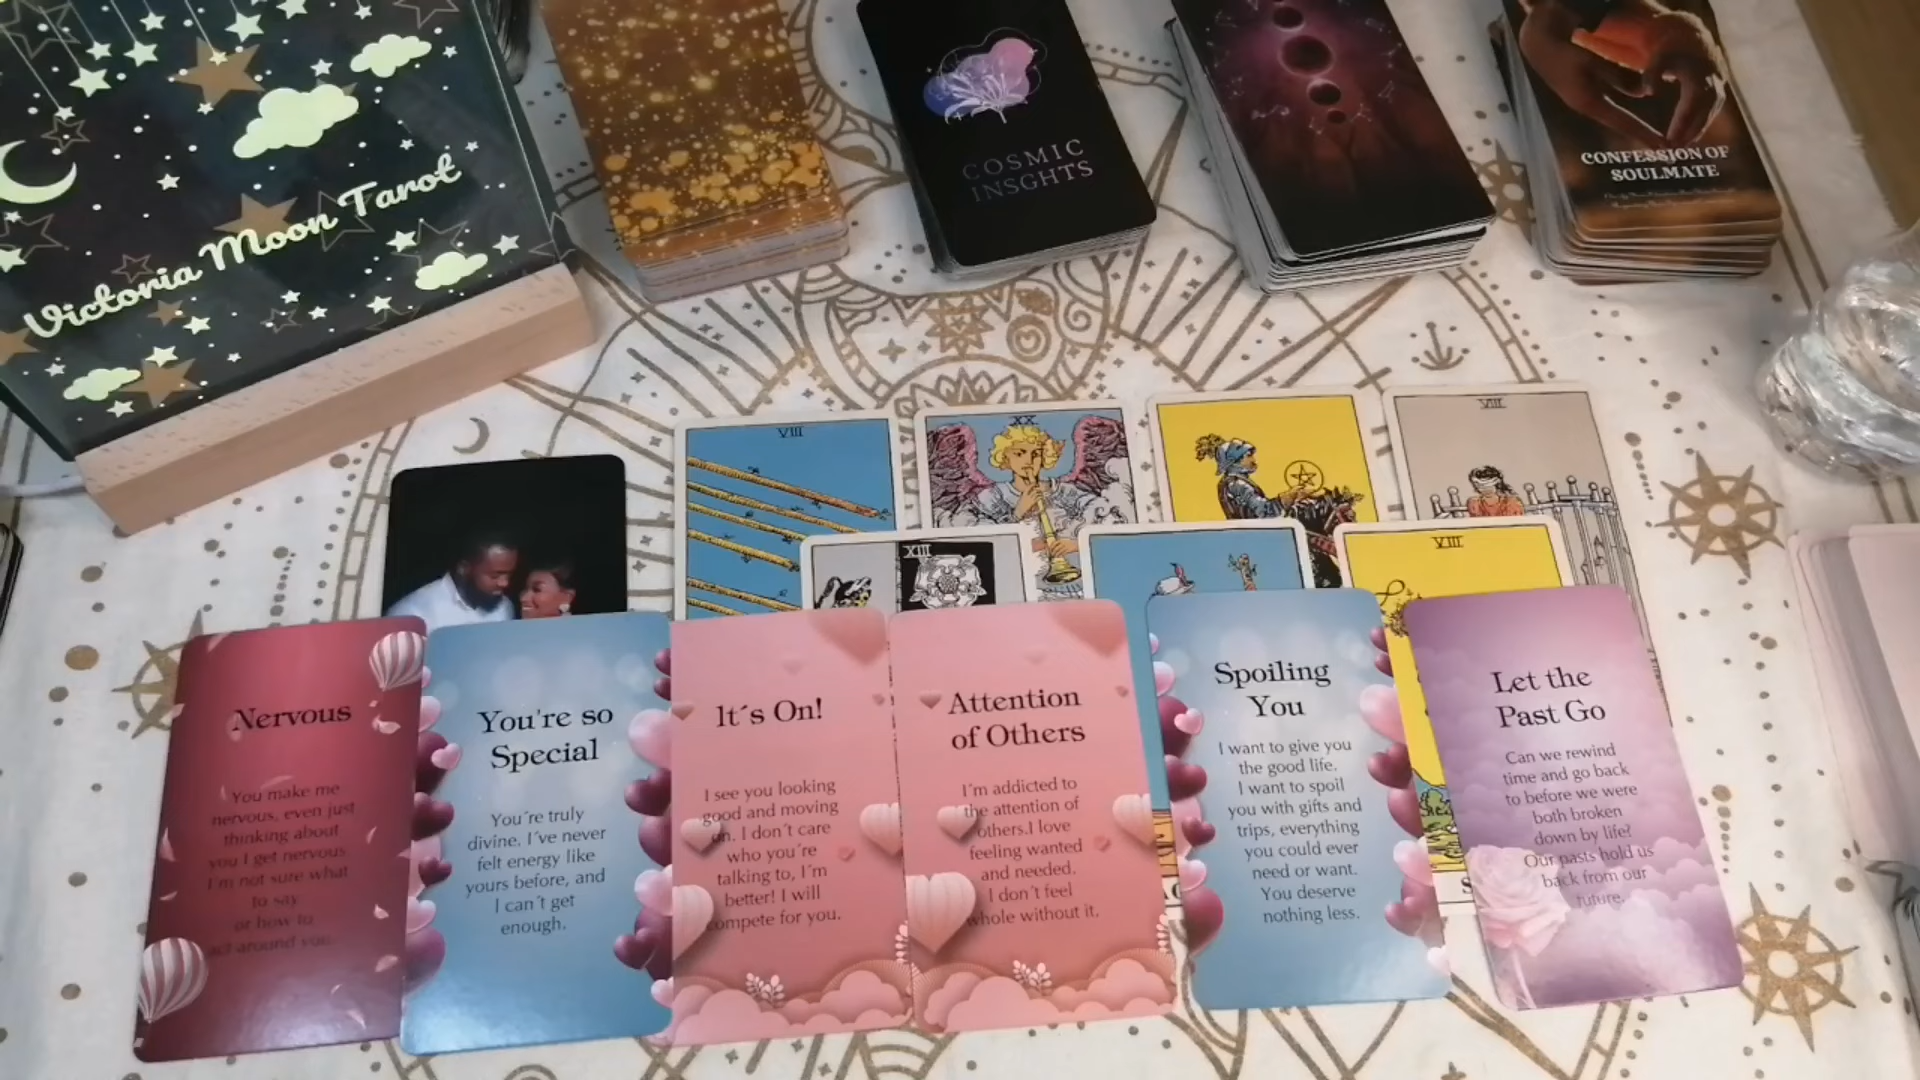 Victoria Moon Tarot
COSMIC
INSGHTS
CONFESSION OF
SOULMATE
VIII
XX
VIII
XIII
VIII
Nervous
You make me
nervous, even just
thinking about
you I get nervous
I'm not sure what
to say
or how to
act around you.
You're so
Special
You´re truly
divine. I´ve never
felt energy like
yours before, and
I can´t get
enough.
It´s On!
I see you looking
good and moving
on. I don´t care
who you´re
talking to, I´m
better! I will
compete for you.
Attention
of Others
I´m addicted to
the attention of
others.I love
feeling wanted
and needed.
I don´t feel
whole without it.
Spoiling
You
I want to give you
the good life.
I want to spoil
you with gifts and
trips, everything
you could ever
need or want.
You deserve
nothing less.
Let the
Past Go
Can we rewind
time and go back
to before we were
both broken
down by life?
Our pasts hold us
back from our
future.